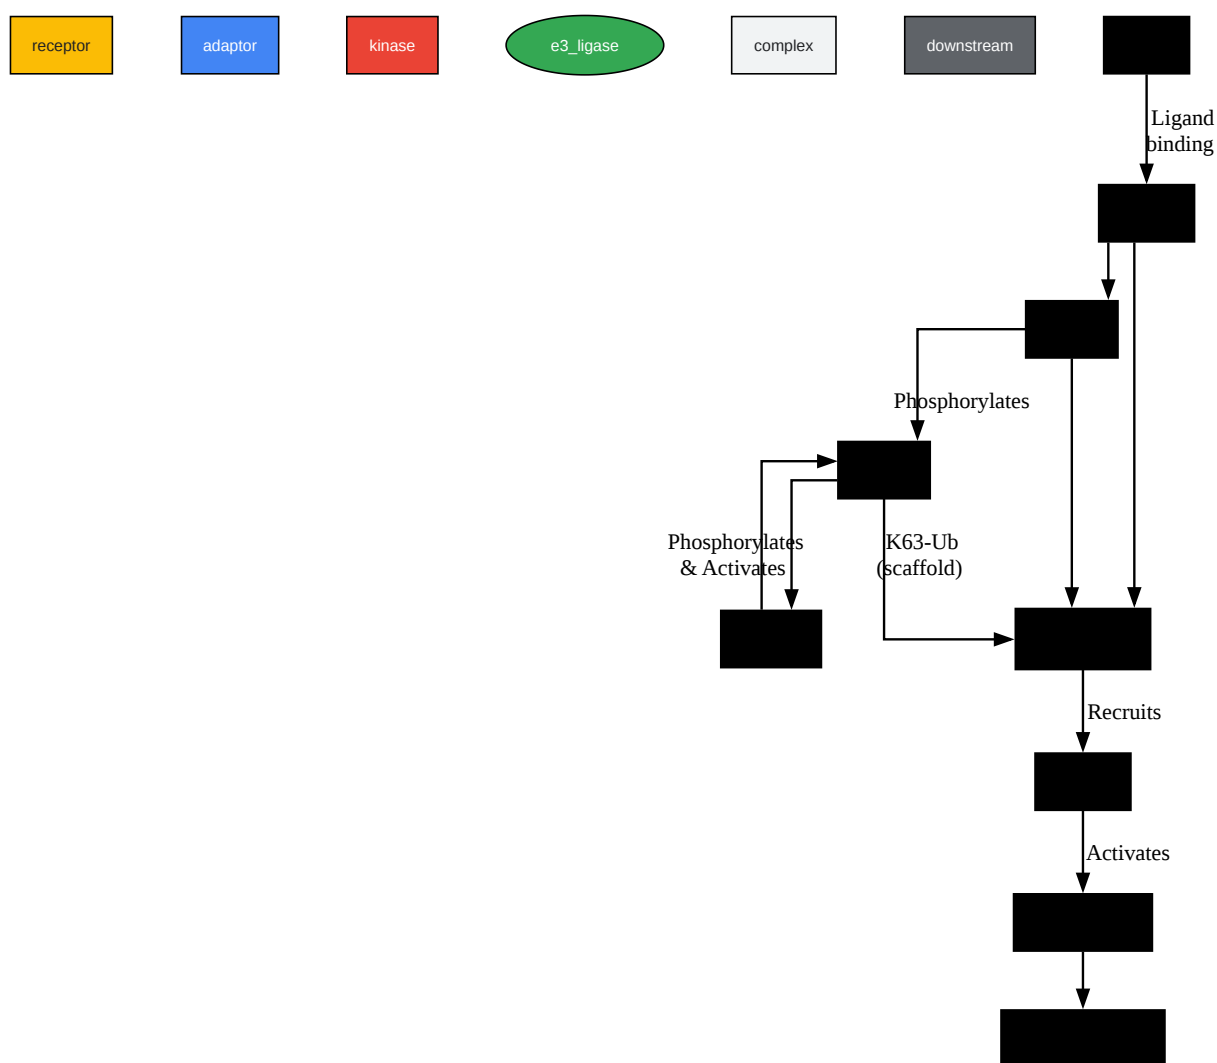 receptor
adaptor
kinase
e3_ligase
complex
downstream
Ligand
binding
Phosphorylates
Phosphorylates
& Activates
K63-Ub
(scaffold)
Recruits
Activates